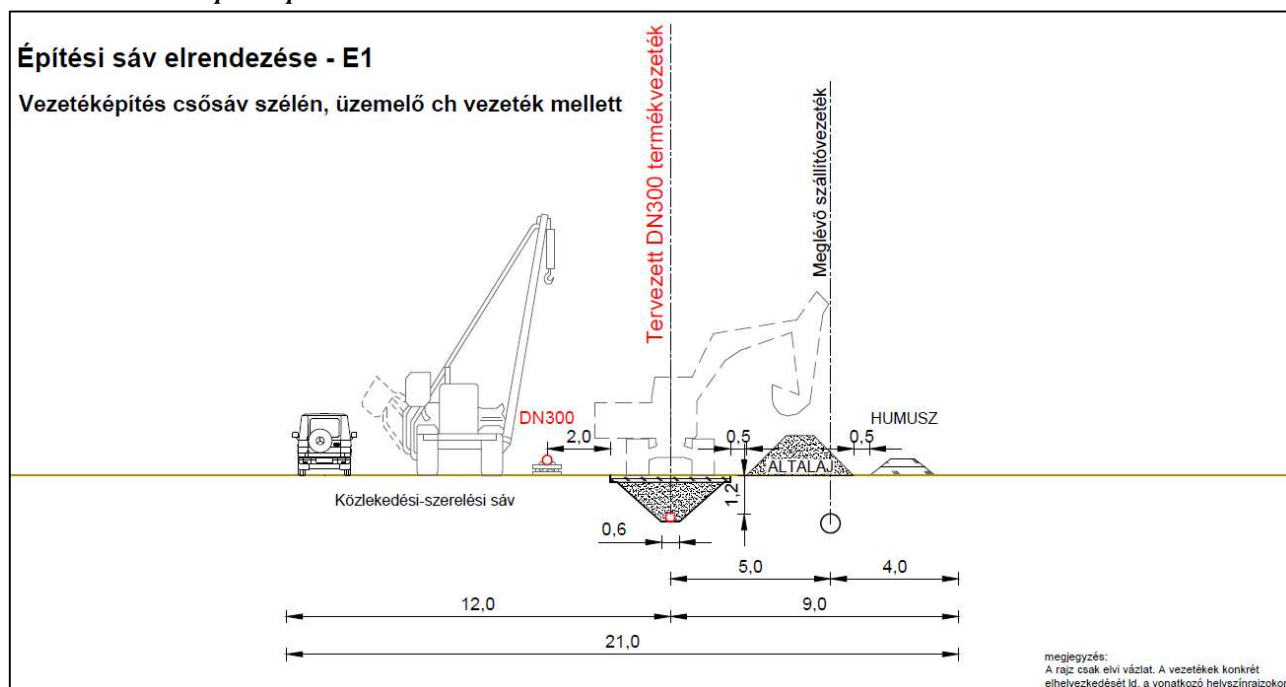 Építési sáv elrendezése - E1
Vezetéképítés csősáv szélén, üzemelő ch vezeték mellett
Tervezett DN300 termékvezeték
Meglévő szállítóvezeték
DN300
HUMUSZ
2,0
0,5
0,5
ALTALAJ
Közlekedési-szerelési sáv
1,2
0,6
5,0
4,0
12,0
9,0
21,0
megjegyzés:
A rajz csak elvi vázlat. A vezetékek konkrét
elhelyezkedését ld. a vonatkozó helyszínrajzokon